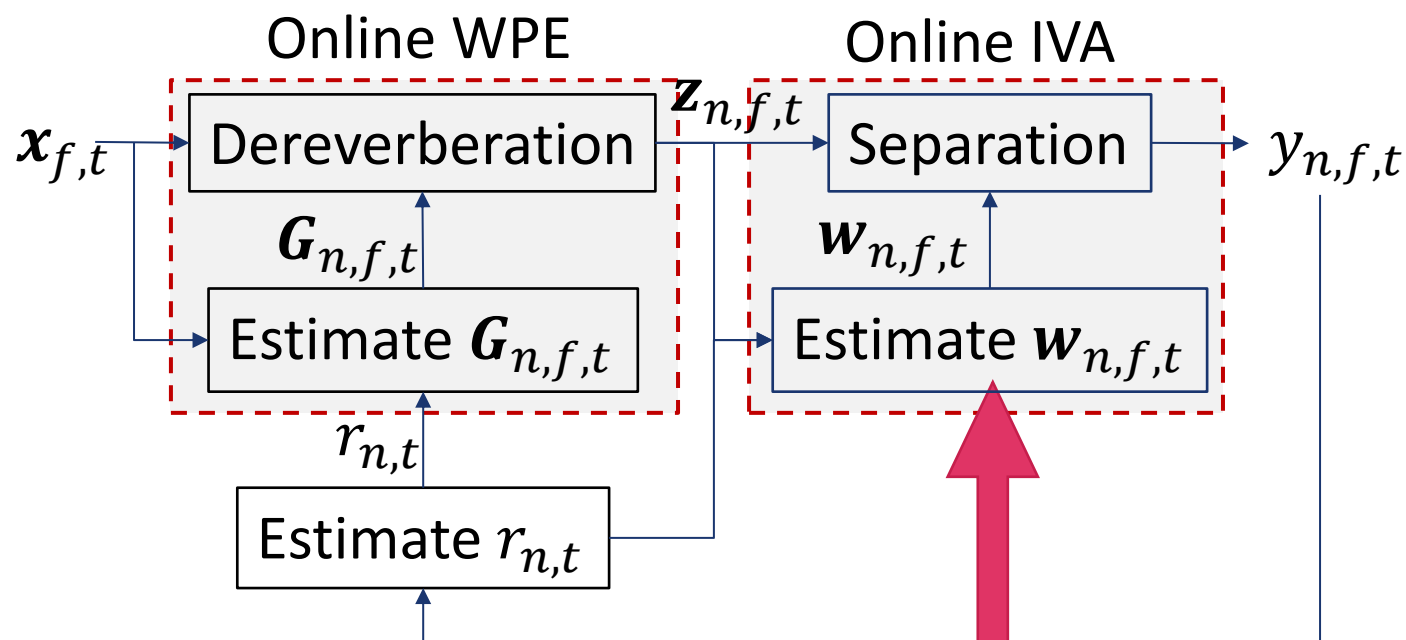 Online WPE
Online IVA
𝒙_{f,t}
Dereverberation
𝒛_{n,f,t}
Separation
y_{n,f,t}
𝑮_{n,f,t}
𝒘_{n,f,t}
Estimate 𝑮_{n,f,t}
Estimate 𝒘_{n,f,t}
r_{n,t}
Estimate r_{n,t}